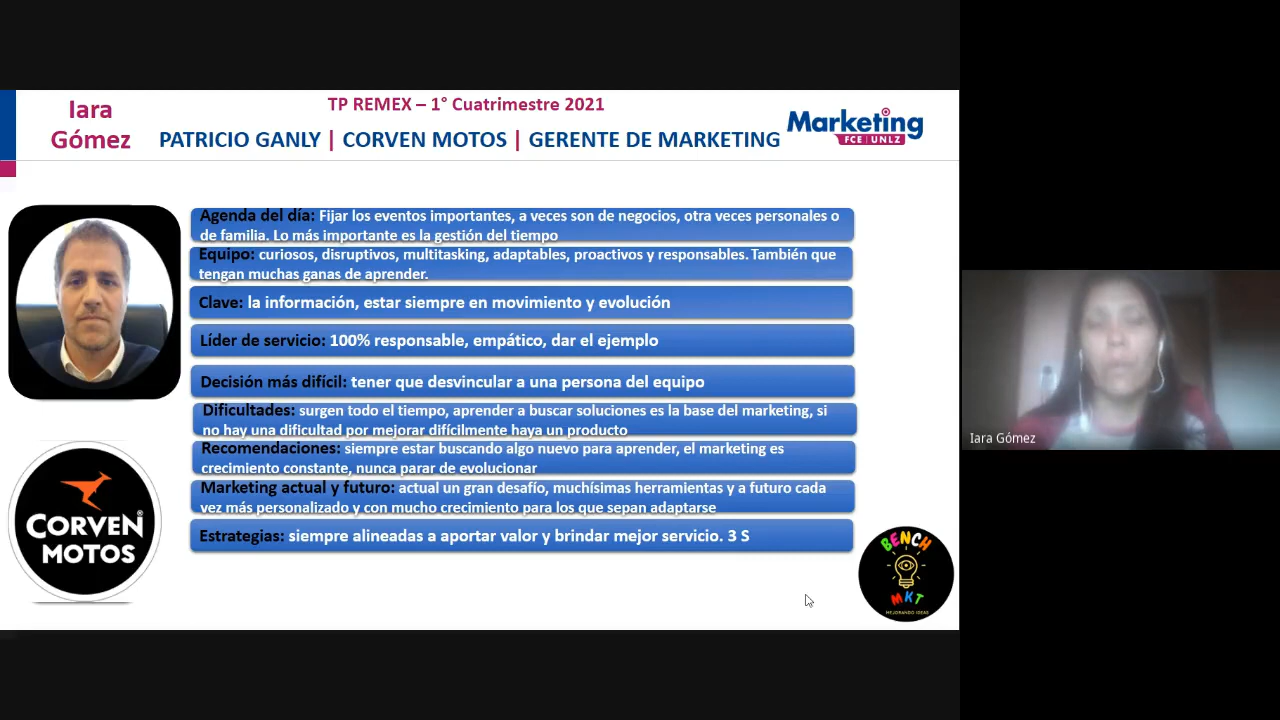 Iara
Gómez
TP REMEX – 1° Cuatrimestre 2021
PATRICIO GANLY | CORVEN MOTOS | GERENTE DE MARKETING
Marketing
FCE | UNLZ
Agenda del día: Fijar los eventos importantes, a veces son de negocios, otra veces personales o
de familia. Lo más importante es la gestión del tiempo
Equipo: curiosos, disruptivos, multitasking, adaptables, proactivos y responsables. También que
tengan muchas ganas de aprender.
Clave: la información, estar siempre en movimiento y evolución
Líder de servicio: 100% responsable, empático, dar el ejemplo
Decisión más difícil: tener que desvincular a una persona del equipo
Dificultades: surgen todo el tiempo, aprender a buscar soluciones es la base del marketing, si
no hay una dificultad por mejorar difícilmente haya un producto
Recomendaciones: siempre estar buscando algo nuevo para aprender, el marketing es
crecimiento constante, nunca parar de evolucionar
Marketing actual y futuro: actual un gran desafío, muchísimas herramientas y a futuro cada
vez más personalizado y con mucho crecimiento para los que sepan adaptarse
Estrategias: siempre alineadas a aportar valor y brindar mejor servicio. 3 S
CORVEN®
MOTOS
BENCH
MKT
MEJORANDO IDEAS
Iara Gómez